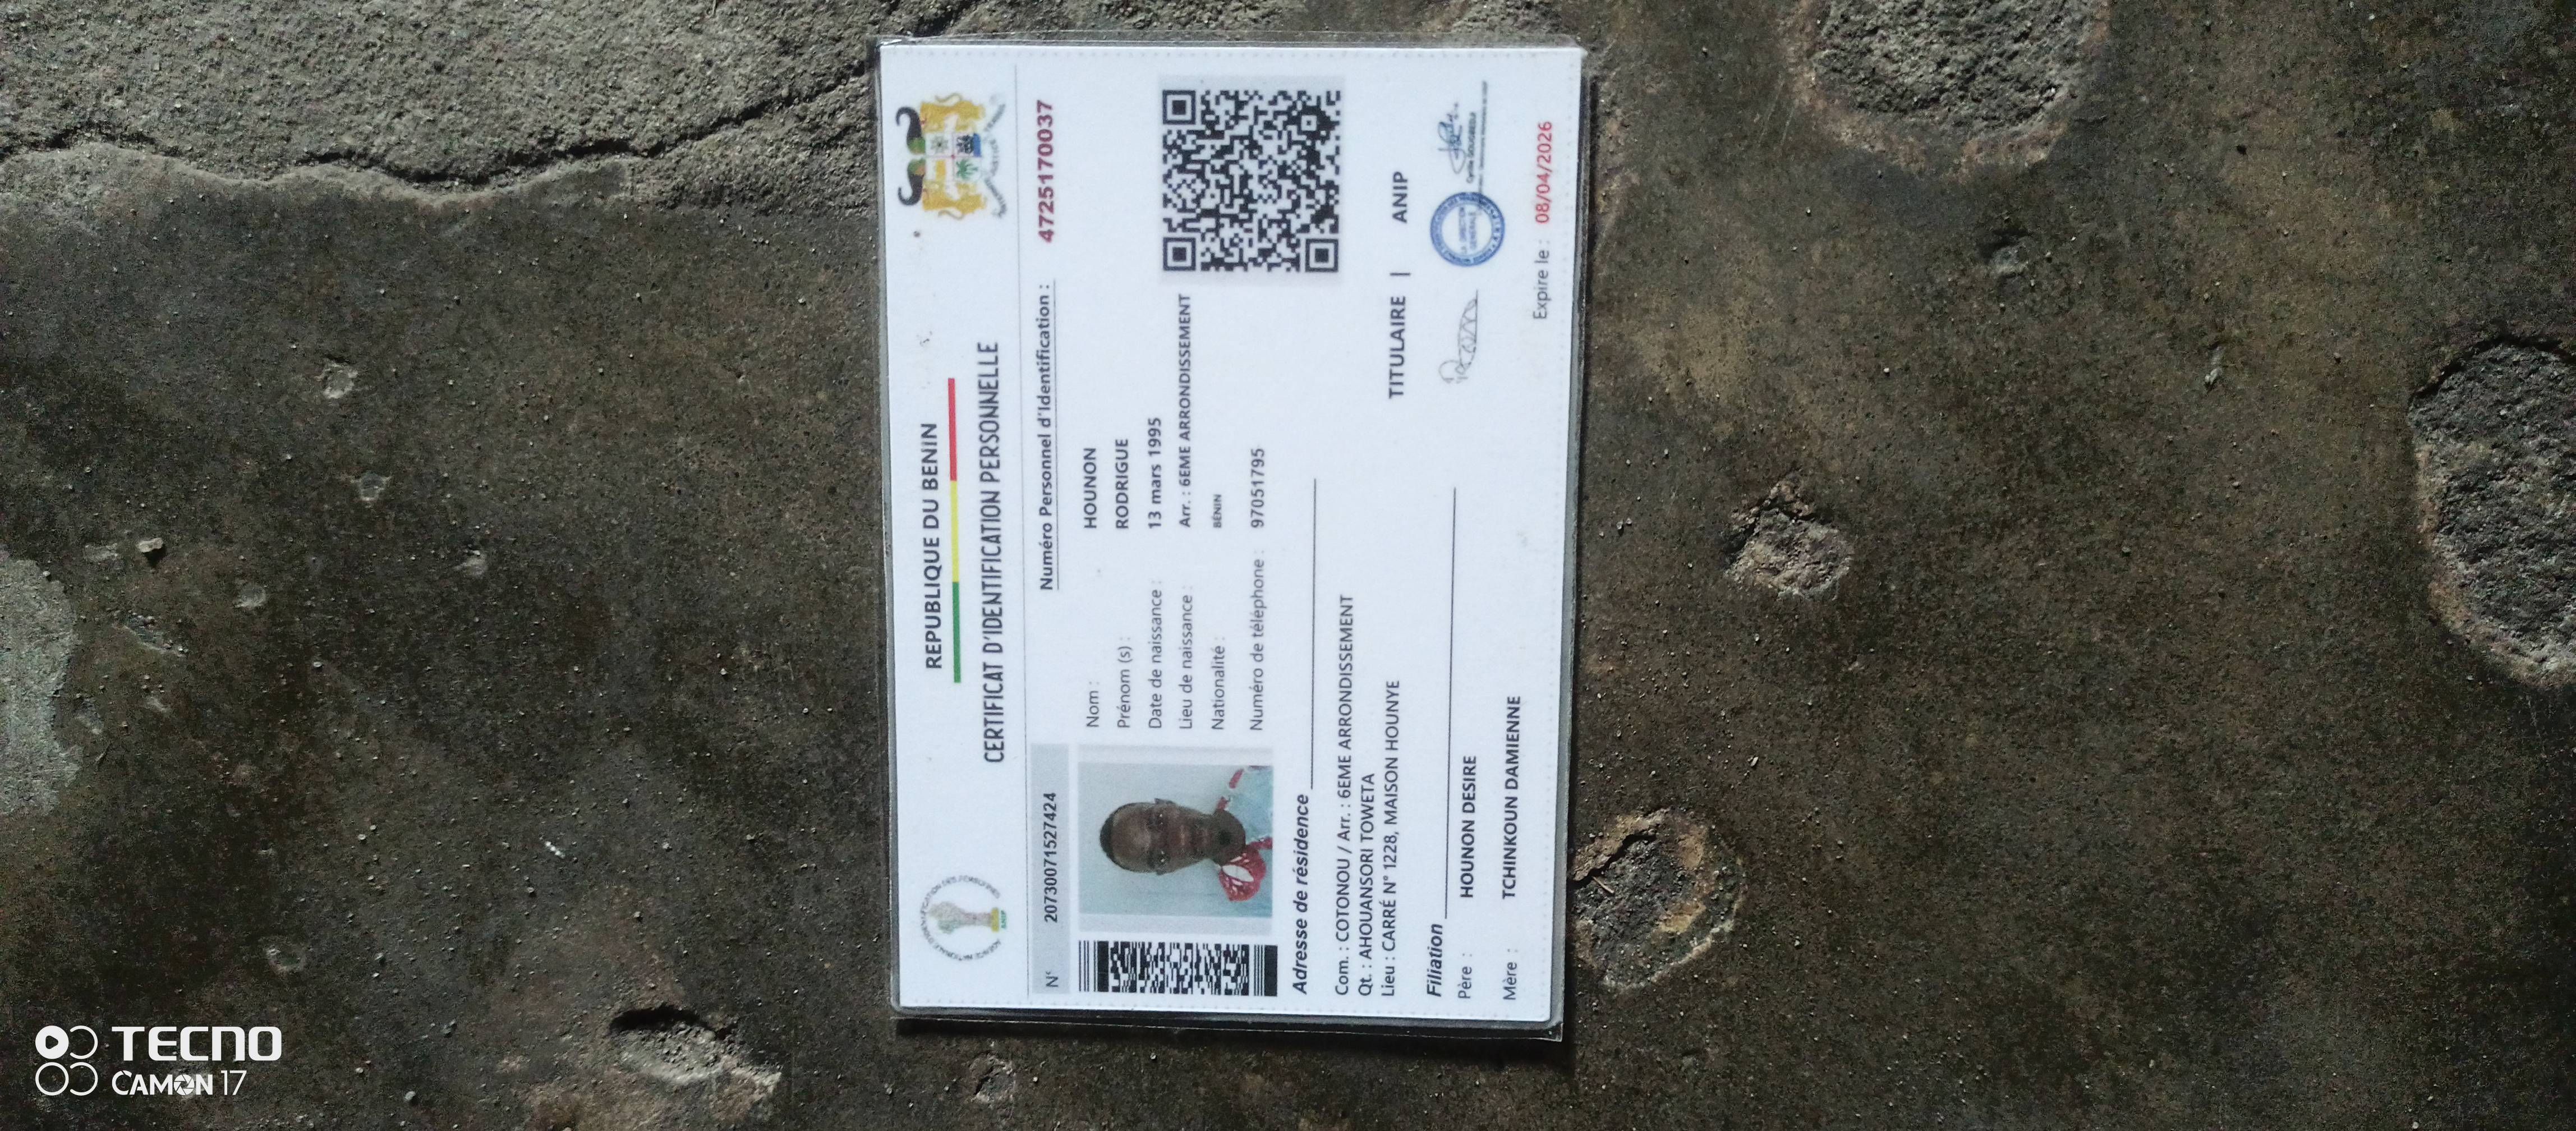 REPUBLIQUE DU BENIN
CERTIFICAT D'IDENTIFICATION PERSONNELLE
N° 20730071527424
Numéro Personnel d'Identification : 4725170037
Nom : HOUNON
Prénom (s) : RODRIGUE
Date de naissance : 13 mars 1995
Lieu de naissance : Arr. : 6EME ARRONDISSEMENT
Nationalité : BÉNIN
Numéro de téléphone : 97051795
Adresse de résidence
Com. : COTONOU / Arr. : 6EME ARRONDISSEMENT
Qt. : AHOUANSORI TOWETA
Lieu : CARRÉ N° 1228, MAISON HOUNYE
TITULAIRE | ANIP
Filiation
Père : HOUNON DESIRE
Mère : TCHINKOUN DAMIENNE
Expire le : 08/04/2026
TECNO
CAMON 17